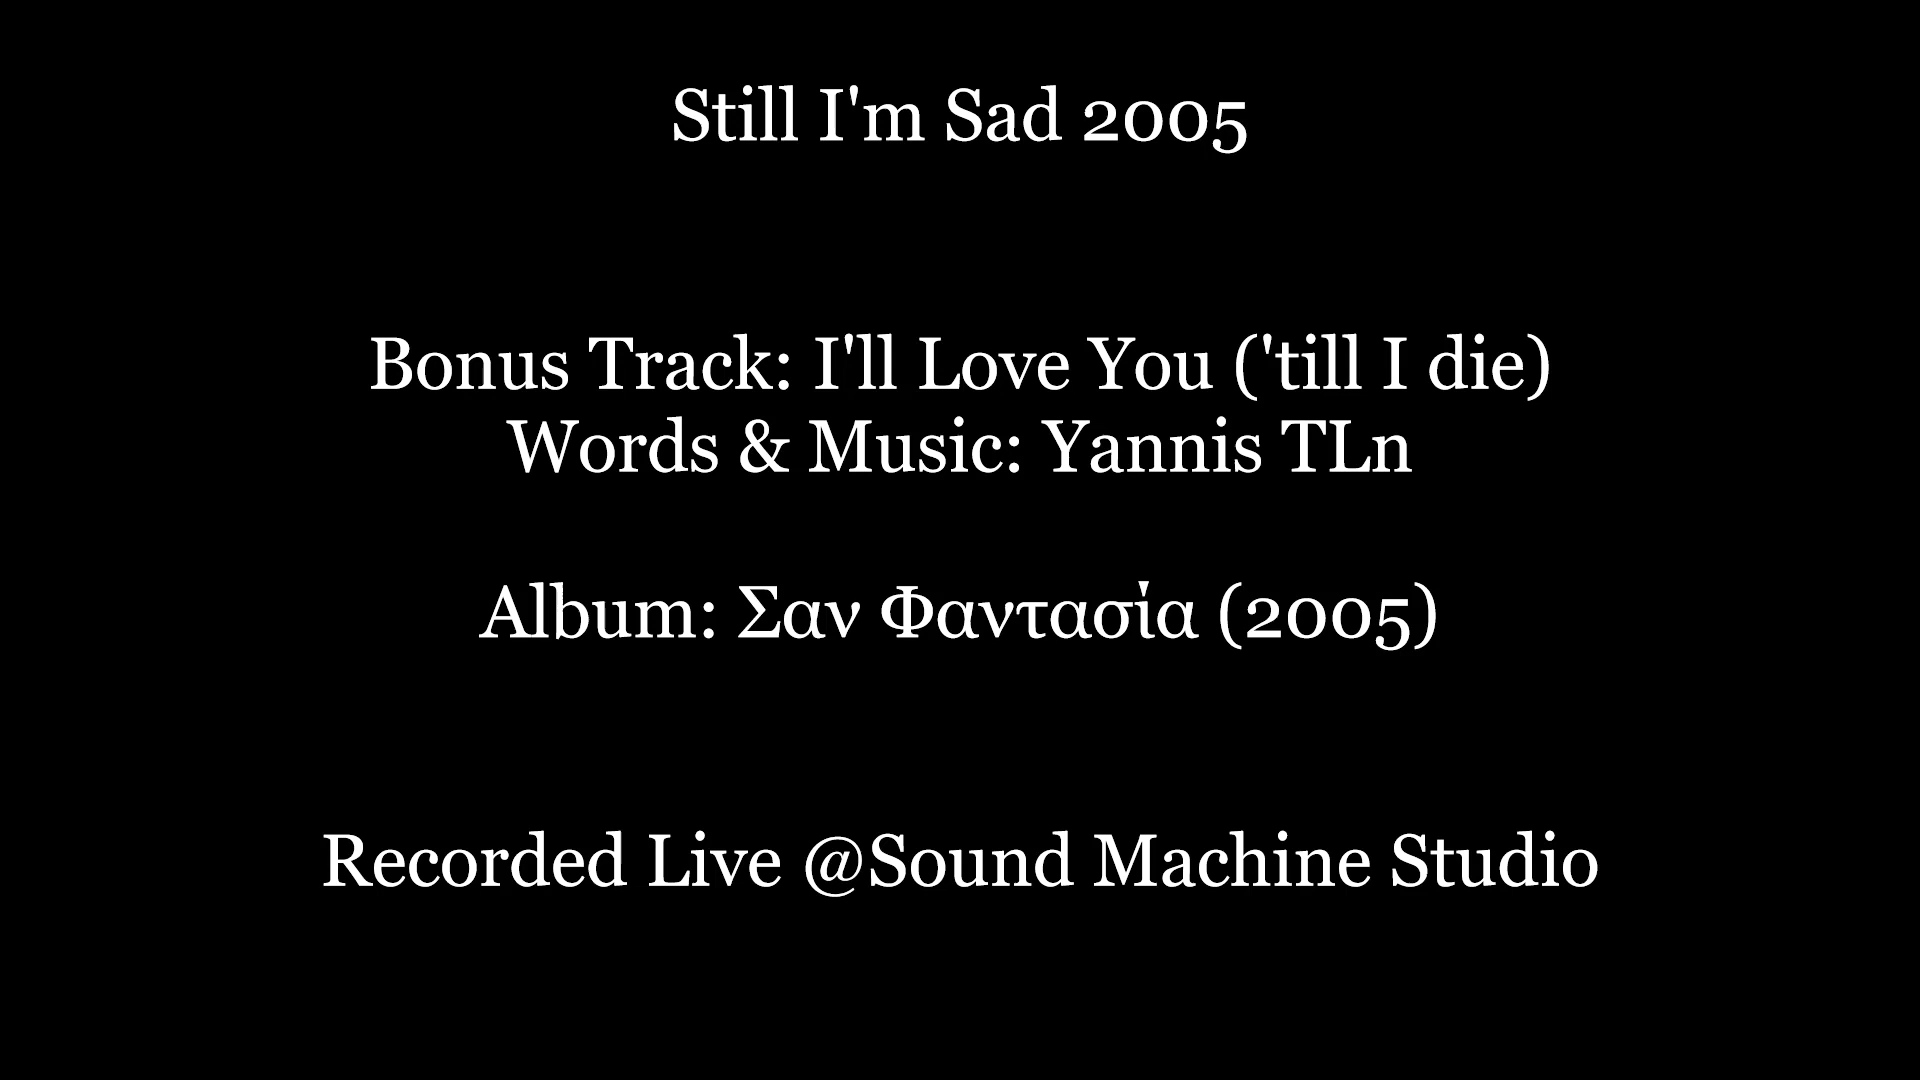 Still I'm Sad 2005
Bonus Track: I'll Love You ('till I die)
Words & Music: Yannis TLn
Album: Σαν Φαντασία (2005)
Recorded Live @Sound Machine Studio